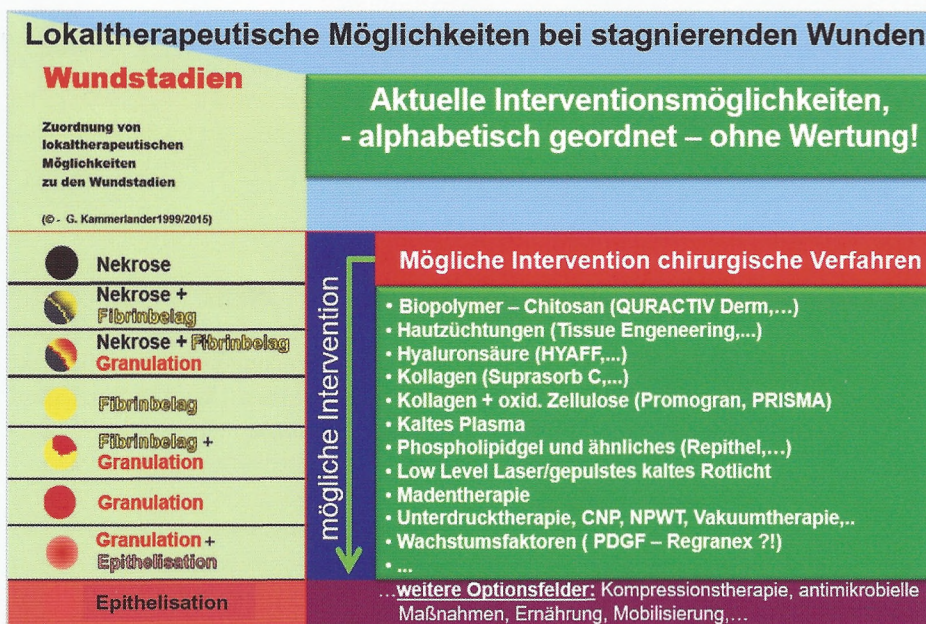 Lokaltherapeutische Möglichkeiten bei stagnierenden Wunden
Wundstadien
Zuordnung von
lokaltherapeutischen
Möglichkeiten
zu den Wundstadien
(© - G. Kammerlander1999/2015)
Aktuelle Interventionsmöglichkeiten,
- alphabetisch geordnet – ohne Wertung!
Nekrose
Nekrose +
Fibrinbelag
Nekrose + Fibrinbelag
Granulation
Fibrinbelag
Fibrinbelag +
Granulation
Granulation
Granulation +
Epithelisation
Epithelisation
mögliche Intervention
Mögliche Intervention chirurgische Verfahren
• Biopolymer – Chitosan (QURACTIV Derm,...)
• Hautzüchtungen (Tissue Engeneering,...)
• Hyaluronsäure (HYAFF,...)
• Kollagen (Suprasorb C,...)
• Kollagen + oxid. Zellulose (Promogran, PRISMA)
• Kaltes Plasma
• Phospholipidgel und ähnliches (Repithel,...)
• Low Level Laser/gepulstes kaltes Rotlicht
• Madentherapie
• Unterdrucktherapie, CNP, NPWT, Vakuumtherapie,..
• Wachstumsfaktoren ( PDGF – Regranex ?!)
• ...
...weitere Optionsfelder: Kompressionstherapie, antimikrobielle
Maßnahmen, Ernährung, Mobilisierung,...